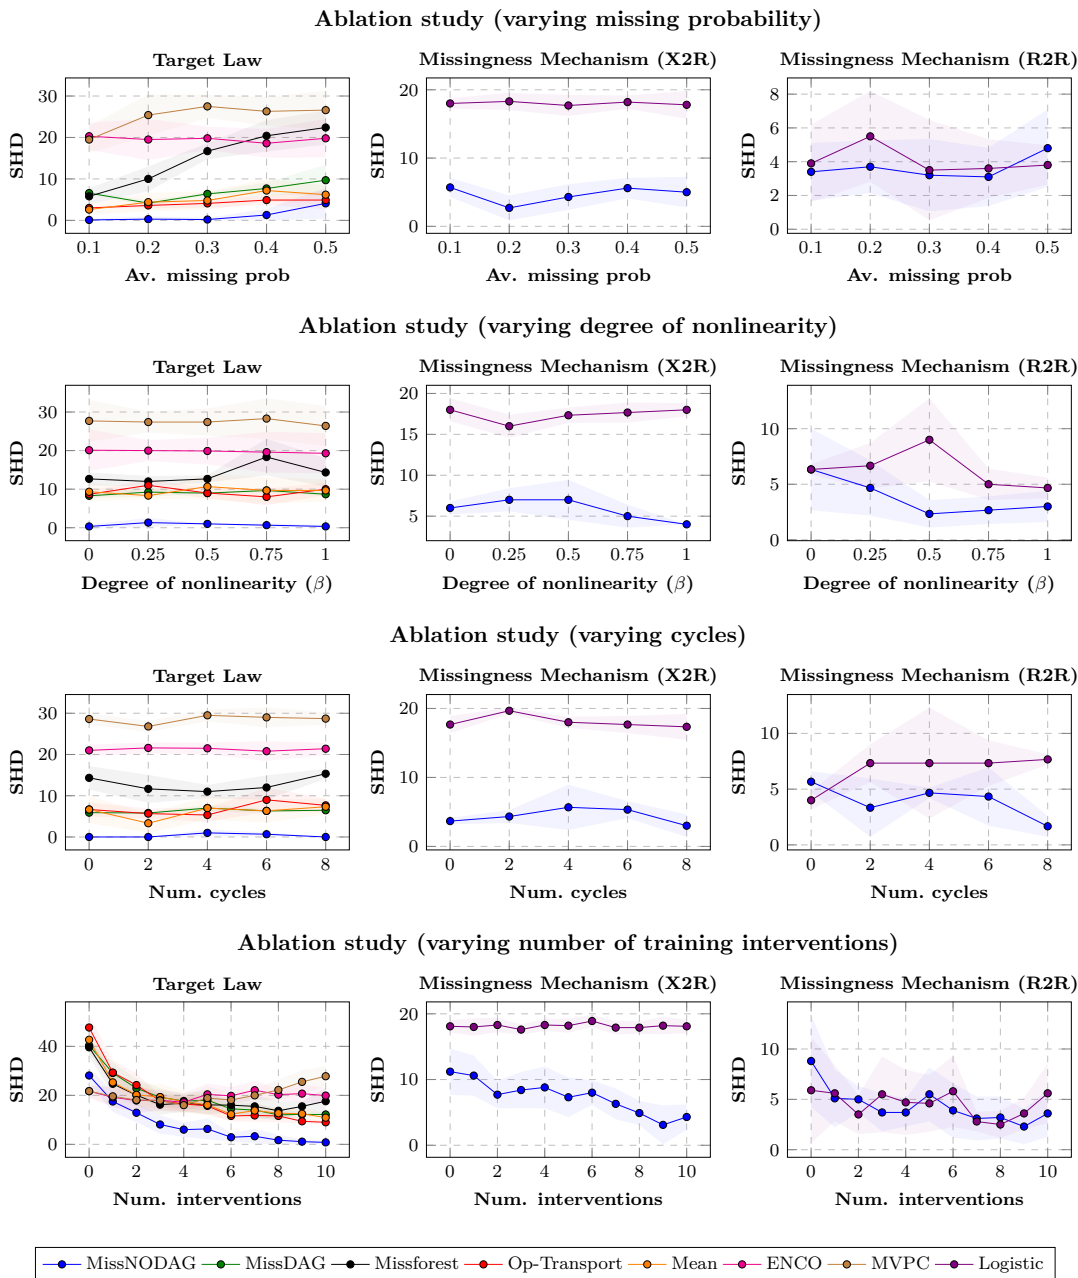 Ablation study (varying missing probability)
Target Law
Missingness Mechanism (X2R)
Missingness Mechanism (R2R)
SHD
30
20
10
0
0.1 0.2 0.3 0.4 0.5
Av. missing prob
SHD
20
10
0
0.1 0.2 0.3 0.4 0.5
Av. missing prob
SHD
8
6
4
2
0
0.1 0.2 0.3 0.4 0.5
Av. missing prob
Ablation study (varying degree of nonlinearity)
Target Law
Missingness Mechanism (X2R)
Missingness Mechanism (R2R)
SHD
30
20
10
0
0 0.25 0.5 0.75 1
Degree of nonlinearity (β)
SHD
20
15
10
5
0 0.25 0.5 0.75 1
Degree of nonlinearity (β)
SHD
10
5
0
0 0.25 0.5 0.75 1
Degree of nonlinearity (β)
Ablation study (varying cycles)
Target Law
Missingness Mechanism (X2R)
Missingness Mechanism (R2R)
SHD
30
20
10
0
0 2 4 6 8
Num. cycles
SHD
20
10
0
0 2 4 6 8
Num. cycles
SHD
10
5
0
0 2 4 6 8
Num. cycles
Ablation study (varying number of training interventions)
Target Law
Missingness Mechanism (X2R)
Missingness Mechanism (R2R)
SHD
40
20
0
0 2 4 6 8 10
Num. interventions
SHD
20
10
0
0 2 4 6 8 10
Num. interventions
SHD
10
5
0
0 2 4 6 8 10
Num. interventions
MissNODAG MissDAG Missforest Op-Transport Mean ENCO MVPC Logistic